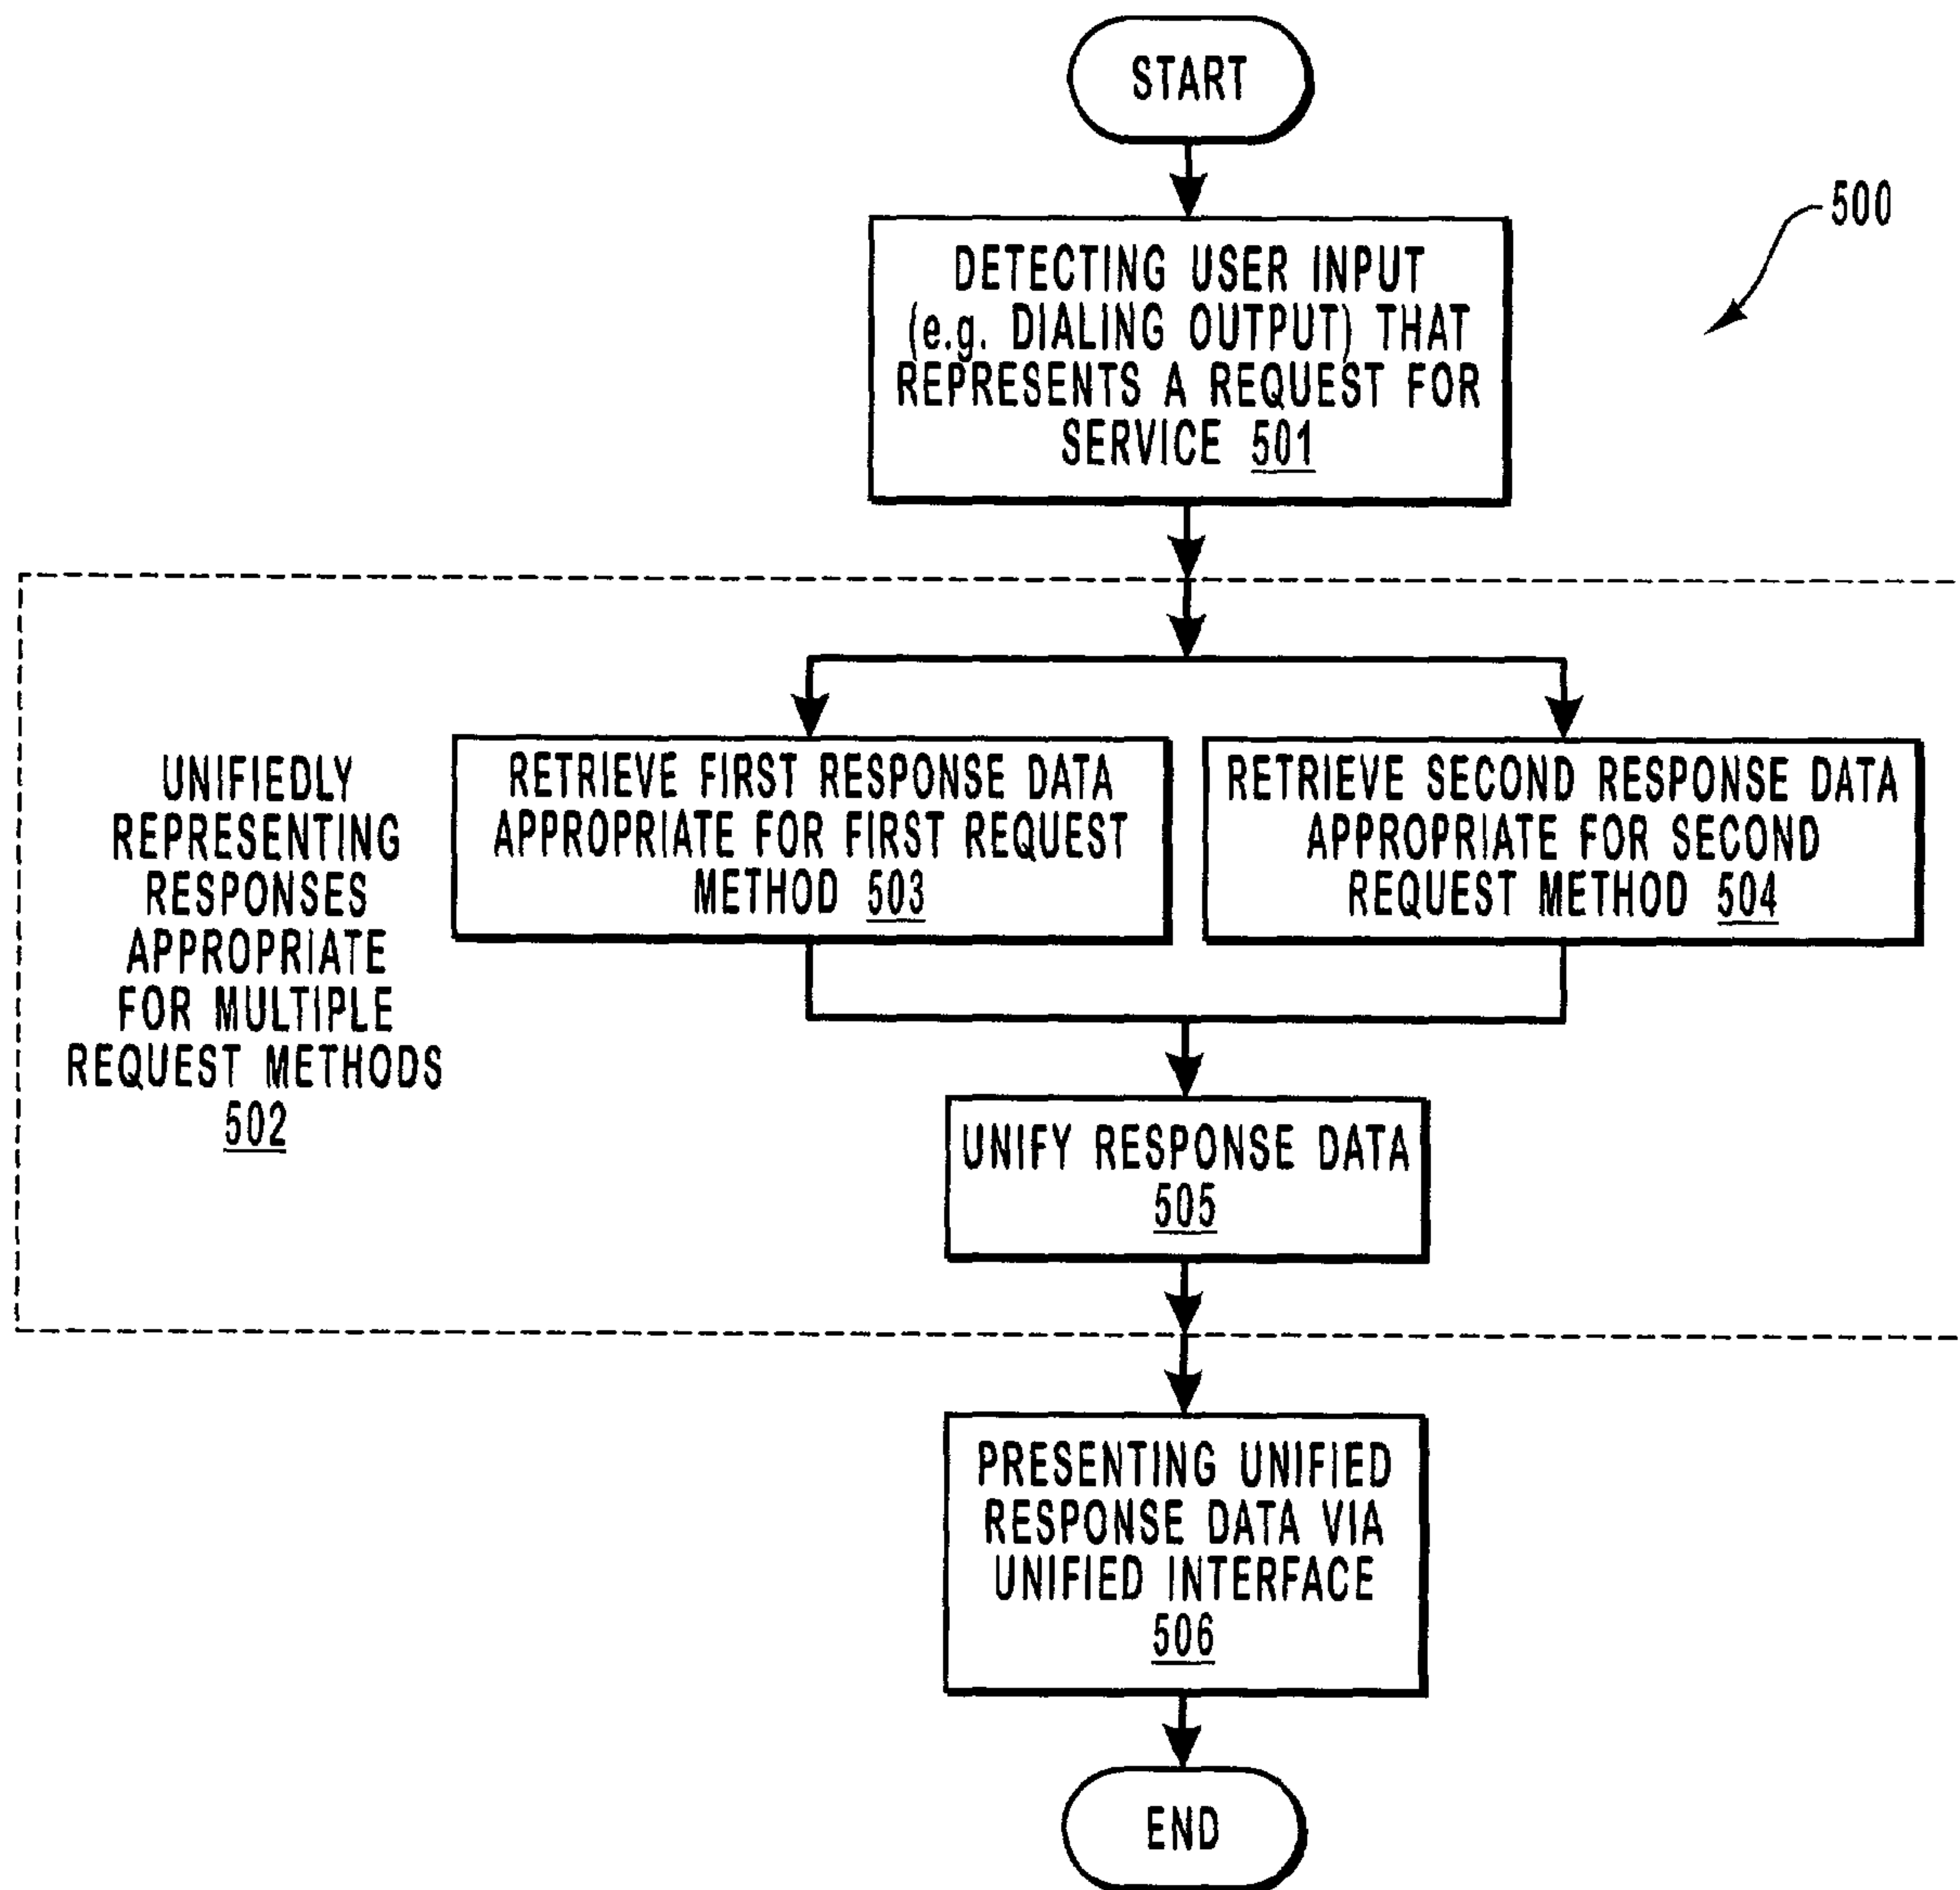 START
500
DETECTING USER INPUT
(e.g. DIALING OUTPUT) THAT
REPRESENTS A REQUEST FOR
SERVICE 501
UNIFIEDLY
REPRESENTING
RESPONSES
APPROPRIATE
FOR MULTIPLE
REQUEST METHODS
502
RETRIEVE FIRST RESPONSE DATA
APPROPRIATE FOR FIRST REQUEST
METHOD 503
RETRIEVE SECOND RESPONSE DATA
APPROPRIATE FOR SECOND
REQUEST METHOD 504
UNIFY RESPONSE DATA
505
PRESENTING UNIFIED
RESPONSE DATA VIA
UNIFIED INTERFACE
506
END